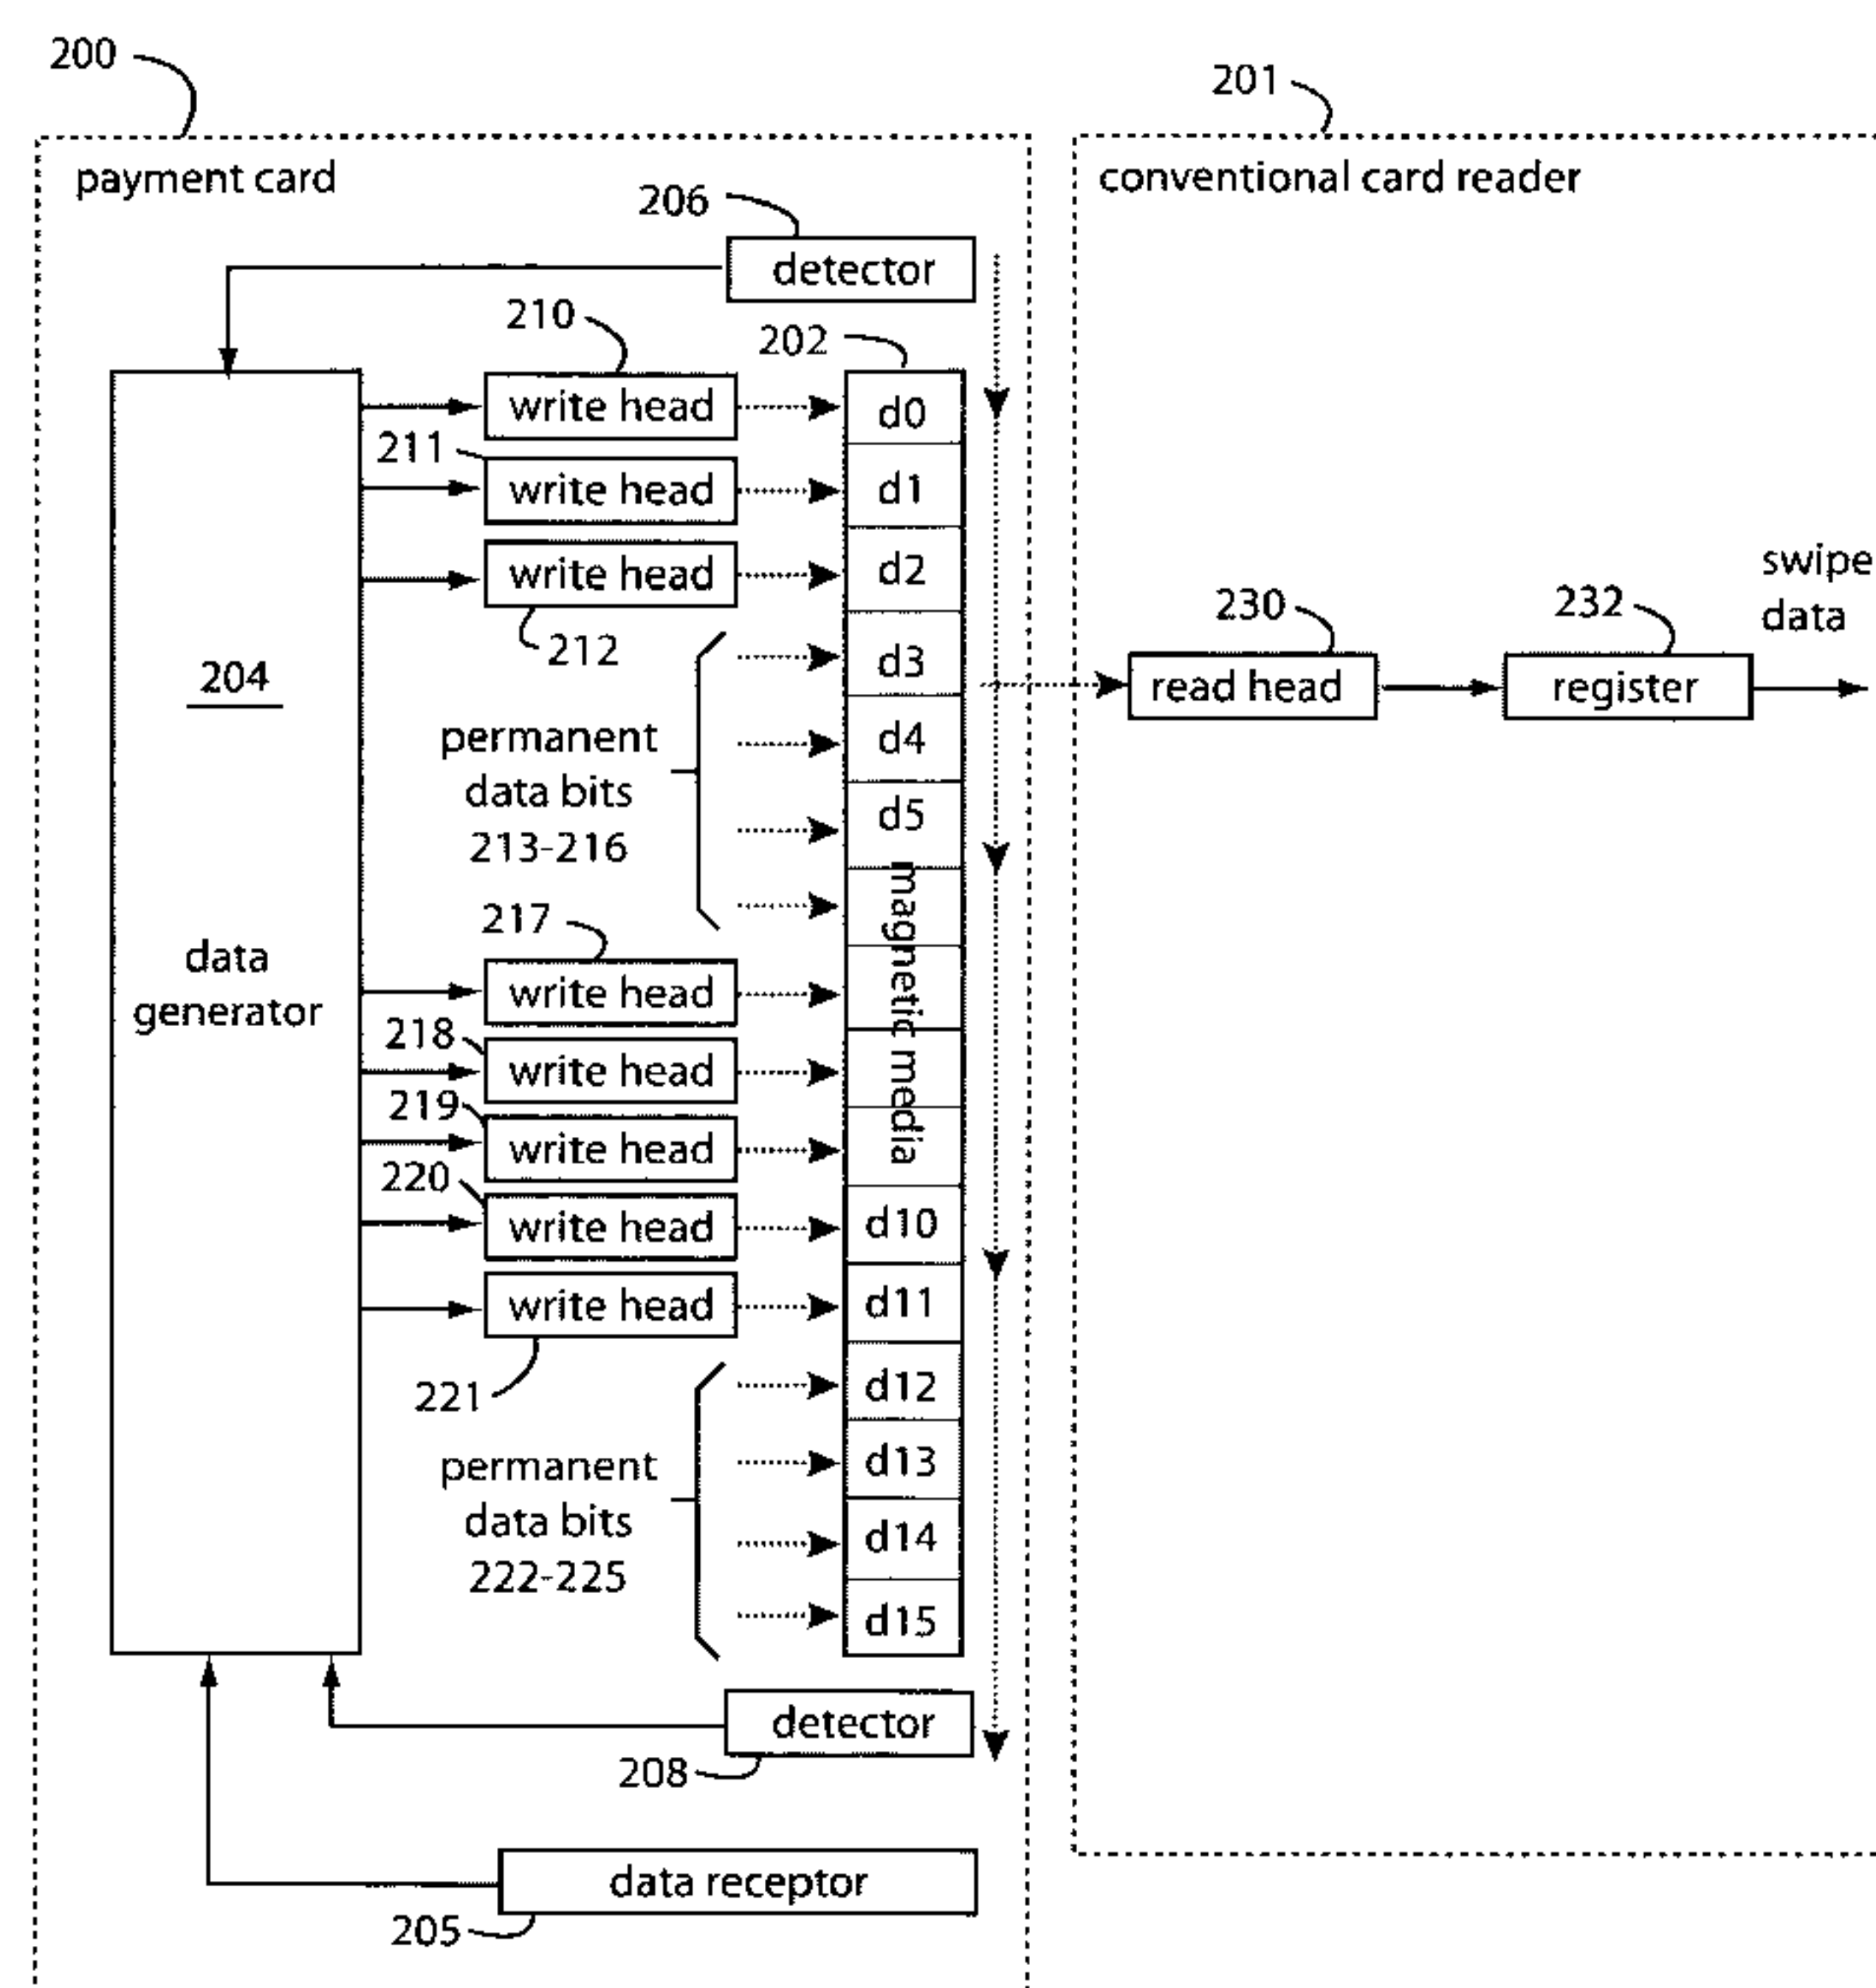 200
201
payment card
conventional card reader
206
detector
210
202
write head
d0
211
write head
d1
write head
d2
swipe
data
212
230
232
d3
204
read head
register
permanent
data bits
213-216
d4
d5
magnetic media
217
data
generator
write head
218
write head
219
write head
220
write head
d10
write head
d11
221
d12
permanent
data bits
222-225
d13
d14
d15
detector
208
data receptor
205